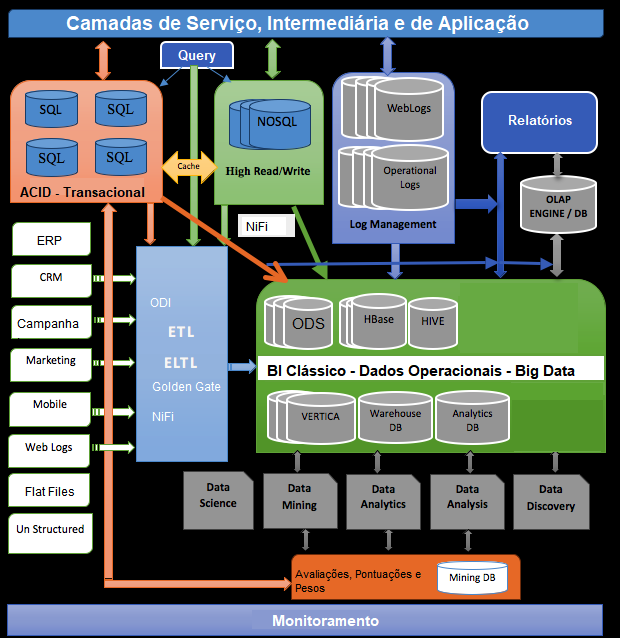 Camadas de Serviço, Intermediária e de Aplicação
Query
SQL
SQL
SQL
SQL
ACID - Transacional
Cache
NOSQL
High Read/Write
WebLogs
Operational
Logs
Log Management
Relatórios
OLAP
ENGINE / DB
NiFi
ERP
CRM
Campanha
Marketing
Mobile
Web Logs
Flat Files
Un Structured
ODI
ETL
ELTL
Golden Gate
NiFi
ODS
HBase
HIVE
BI Clássico - Dados Operacionais - Big Data
VERTICA
Warehouse
DB
Analytics
DB
Data
Science
Data
Mining
Data
Analytics
Data
Analysis
Data
Discovery
Avaliações, Pontuações e
Pesos
Mining DB
Monitoramento